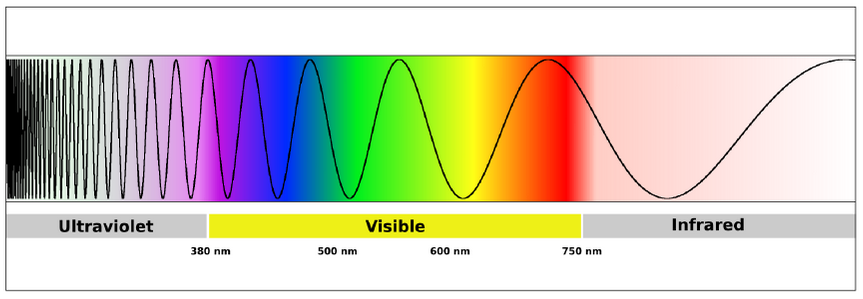 Ultraviolet Visible Infrared
380 nm 500 nm 600 nm 750 nm